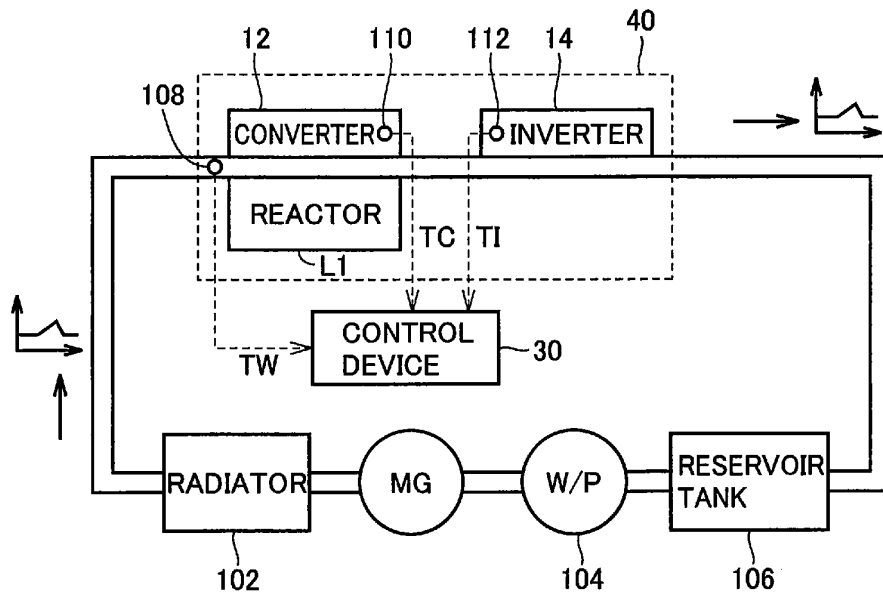 12
110
112
14
40
108
CONVERTER
INVERTER
REACTOR
TC
TI
L1
CONTROL
DEVICE
30
TW
RADIATOR
MG
W/P
RESERVOIR
TANK
102
104
106